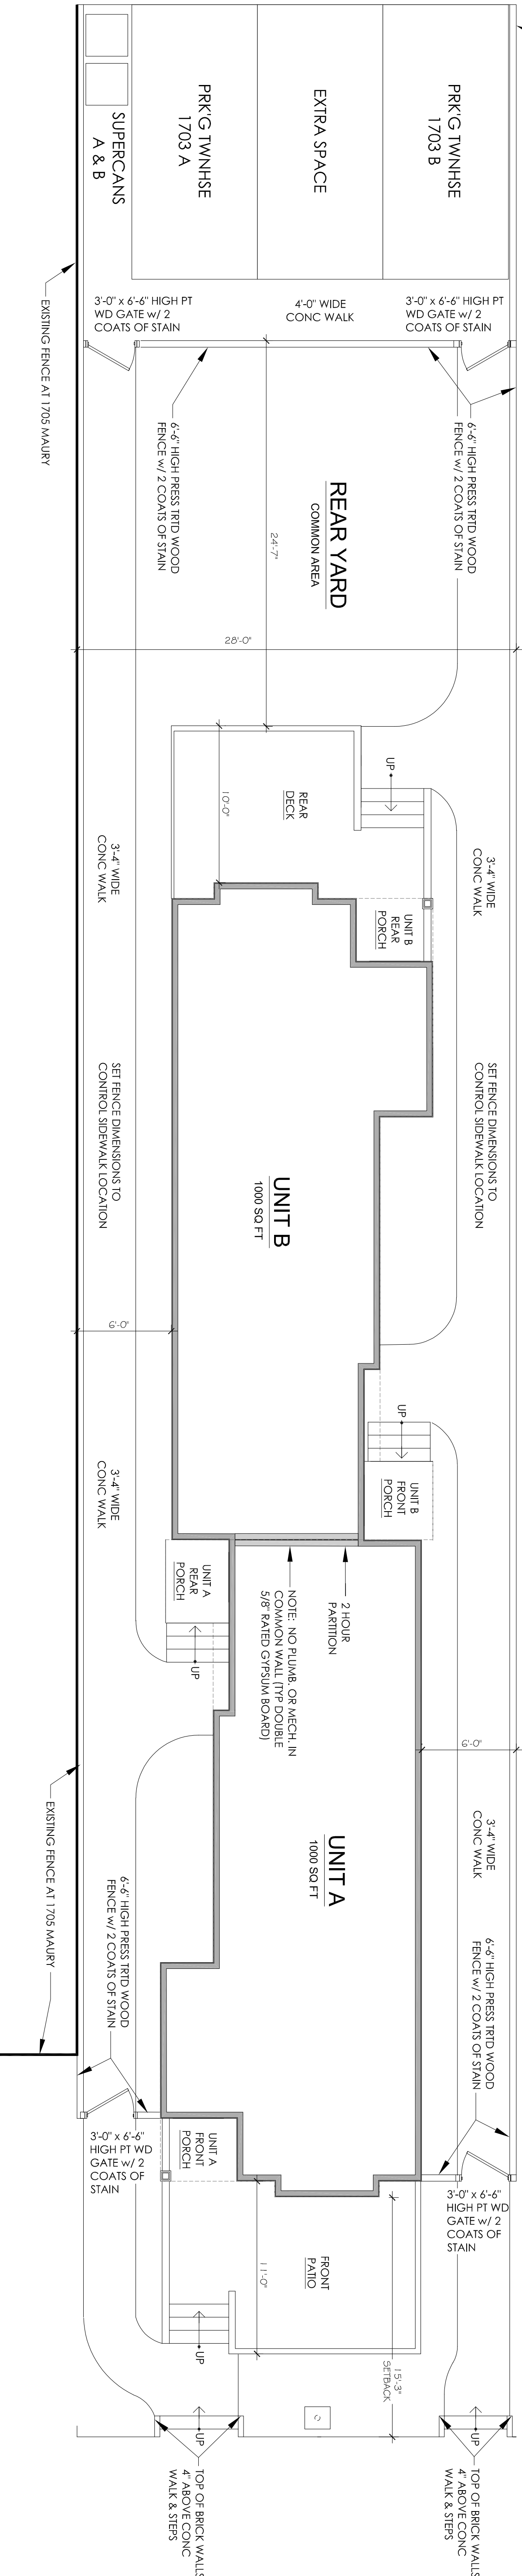 PRK'G TWNHSE
1703 B
EXTRA SPACE
PRK'G TWNHSE
1703 A
SUPERCANS
A & B
3'-0" x 6'-6" HIGH PT
WD GATE w/ 2
COATS OF STAIN
4'-0" WIDE
CONC WALK
3'-0" x 6'-6" HIGH PT
WD GATE w/ 2
COATS OF STAIN
EXISTING FENCE AT 1705 MAURY
6'-6" HIGH PRESS TRTD WOOD
FENCE w/ 2 COATS OF STAIN
6'-6" HIGH PRESS TRTD WOOD
FENCE w/ 2 COATS OF STAIN
REAR YARD
COMMON AREA
24'-7"
28'-0"
UP
REAR
DECK
10'-0"
3'-4" WIDE
CONC WALK
3'-4" WIDE
CONC WALK
UNIT B
REAR
PORCH
SET FENCE DIMENSIONS TO
CONTROL SIDEWALK LOCATION
SET FENCE DIMENSIONS TO
CONTROL SIDEWALK LOCATION
UNIT B
1000 SQ FT
6'-0"
UP
UNIT B
FRONT
PORCH
3'-4" WIDE
CONC WALK
UNIT A
REAR
PORCH
UP
2 HOUR
PARTITION
NOTE: NO PLUMB. OR MECH. IN
COMMON WALL (TYP DOUBLE
5/8" RATED GYPSUM BOARD)
6'-0"
UNIT A
1000 SQ FT
3'-4" WIDE
CONC WALK
EXISTING FENCE AT 1705 MAURY
6'-6" HIGH PRESS TRTD WOOD
FENCE w/ 2 COATS OF STAIN
6'-6" HIGH PRESS TRTD WOOD
FENCE w/ 2 COATS OF STAIN
3'-0" x 6'-6"
HIGH PT WD
GATE w/ 2
COATS OF
STAIN
UNIT A
FRONT
PORCH
3'-0" x 6'-6"
HIGH PT WD
GATE w/ 2
COATS OF
STAIN
FRONT
PATIO
11'-0"
UP
15'-3"
SETBACK
UP
UP
TOP OF BRICK WALLS
4" ABOVE CONC
WALK & STEPS
TOP OF BRICK WALLS
4" ABOVE CONC
WALK & STEPS